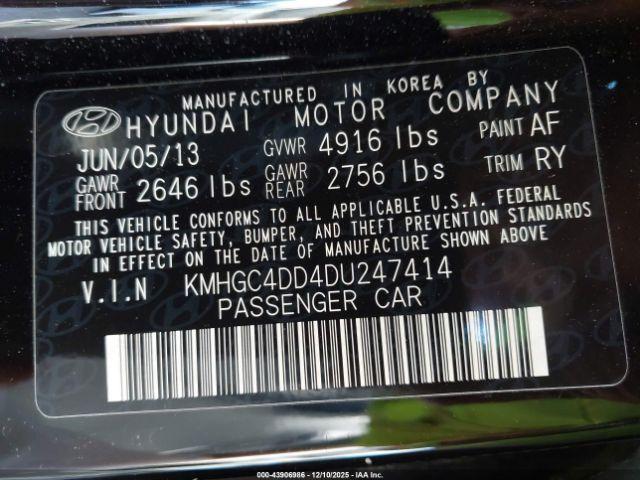 MANUFACTURED IN KOREA BY
HYUNDAI MOTOR COMPANY
JUN/05/13 GVWR 4916 lbs PAINT AF
GAWR FRONT 2646 lbs GAWR REAR 2756 lbs TRIM RY
THIS VEHICLE CONFORMS TO ALL APPLICABLE U.S.A. FEDERAL
MOTOR VEHICLE SAFETY, BUMPER, AND THEFT PREVENTION STANDARDS
IN EFFECT ON THE DATE OF MANUFACTURE SHOWN ABOVE
V.I.N KMHGC4DD4DU247414
PASSENGER CAR
000-43906986 - 12/10/2025 - IAA Inc.